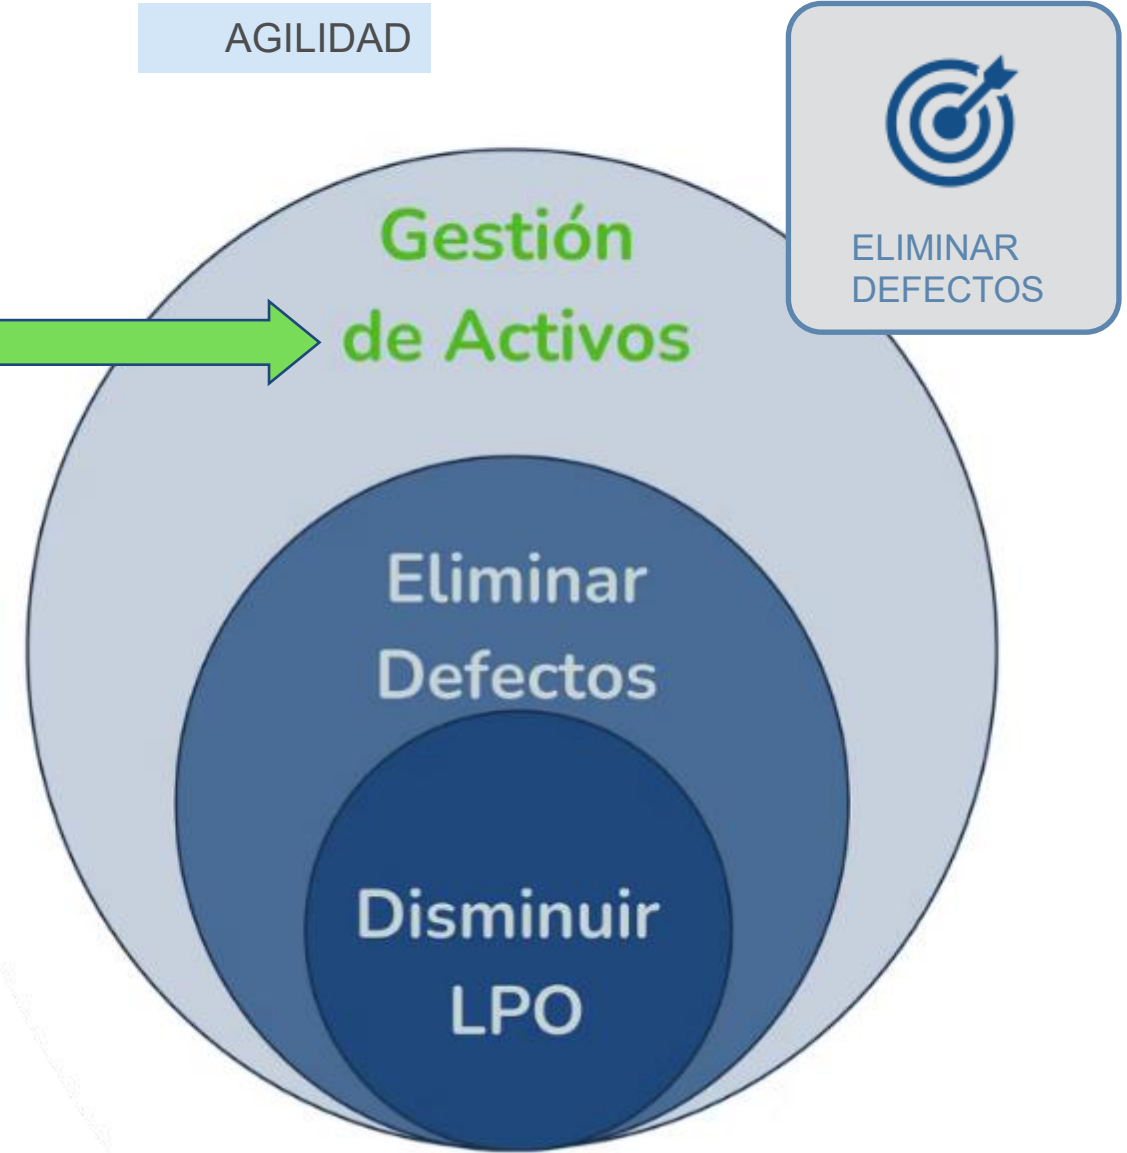 AGILIDAD
ELIMINAR
DEFECTOS
Gestión
de Activos
Eliminar
Defectos
Disminuir
LPO